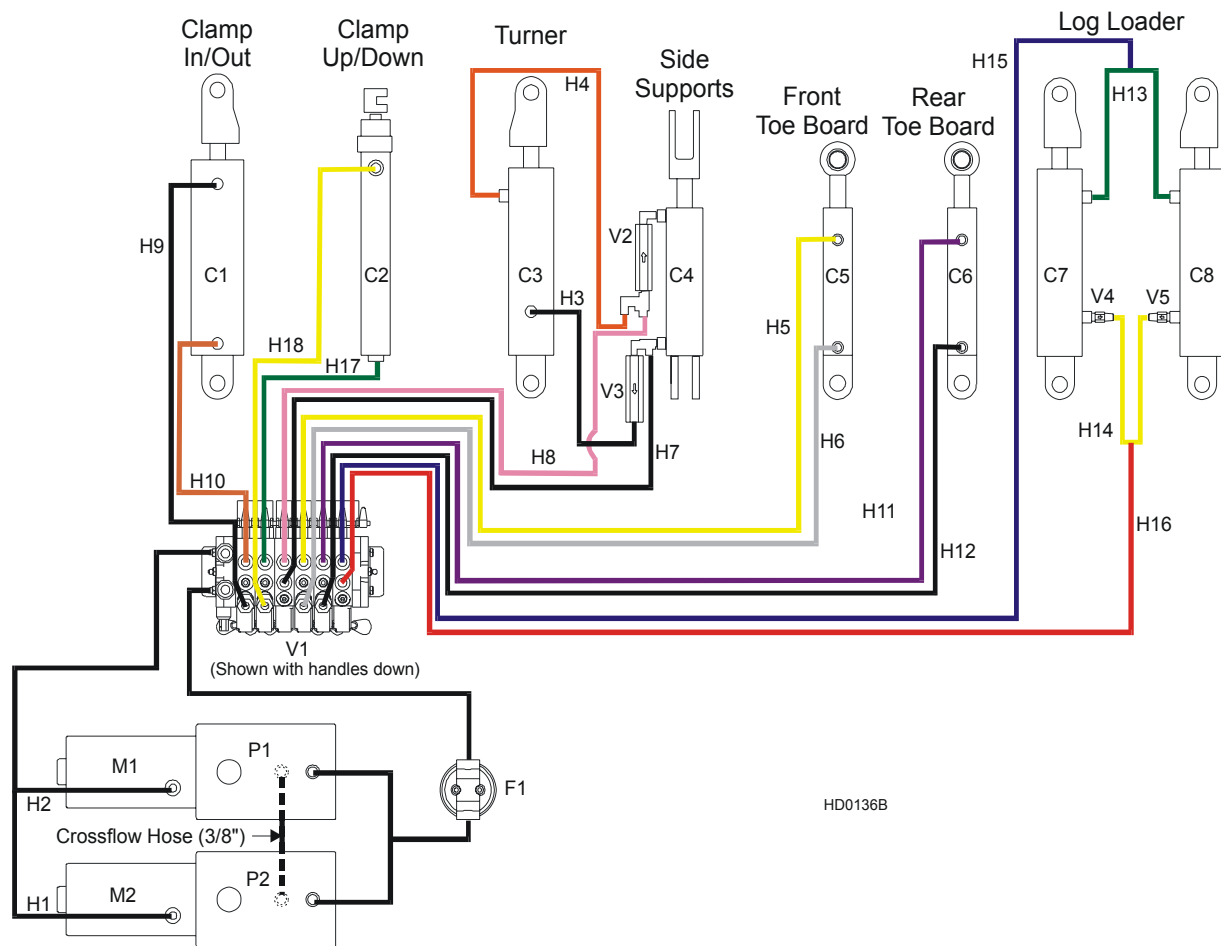 Clamp
In/Out
Clamp
Up/Down
Turner
Side
Supports
Front
Toe Board
Rear
Toe Board
Log Loader
H15
H4
H13
H9
V2
C1
C2
C3
C4
C5
C6
C7
C8
H3
V4
V5
H5
H18
H17
V3
H14
H6
H7
H8
H10
H11
H16
H12
V1
(Shown with handles down)
P1
M1
F1
H2
HD0136B
Crossflow Hose (3/8")
P2
M2
H1